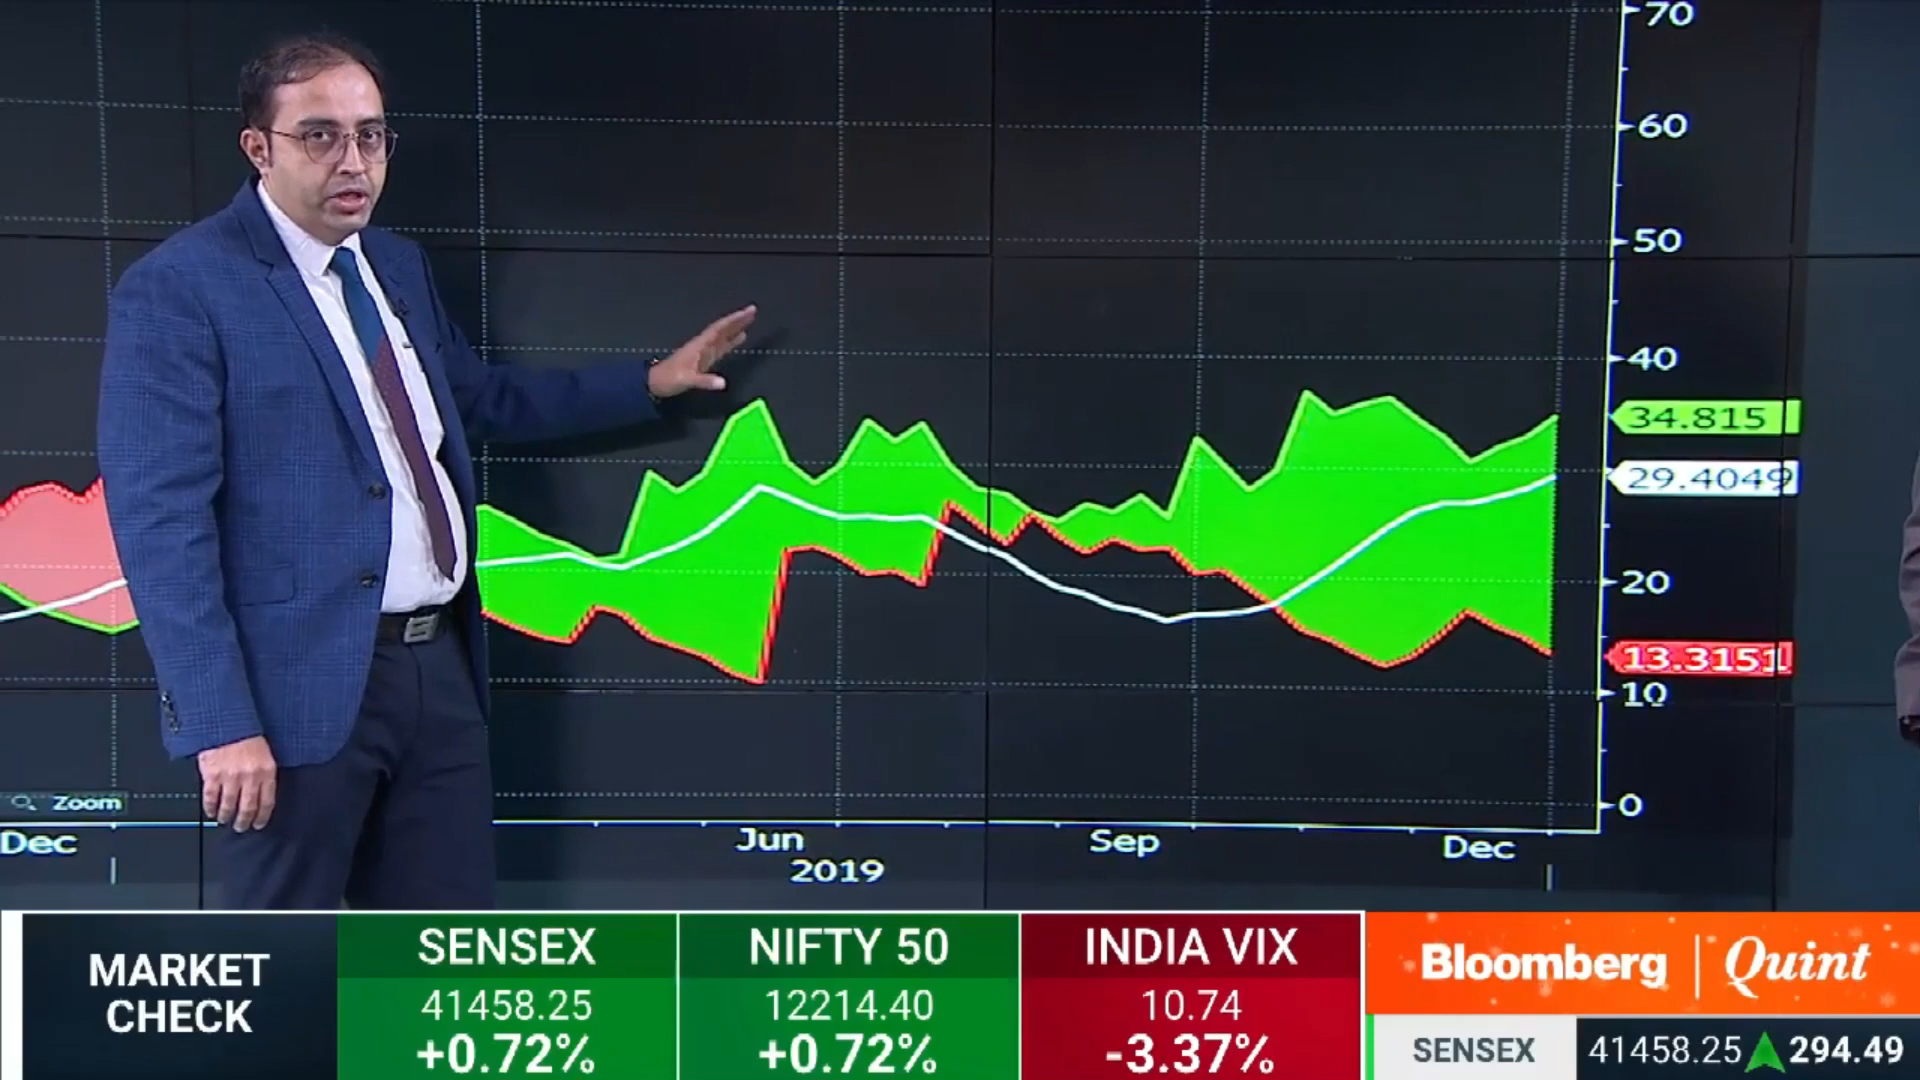 70
60
50
40
34.815
29.4049
20
13.3151
10
0
Zoom
Dec
Jun
Sep
Dec
2019
MARKET
CHECK
SENSEX
41458.25
+0.72%
NIFTY 50
12214.40
+0.72%
INDIA VIX
10.74
-3.37%
Bloomberg | Quint
SENSEX 41458.25 294.49